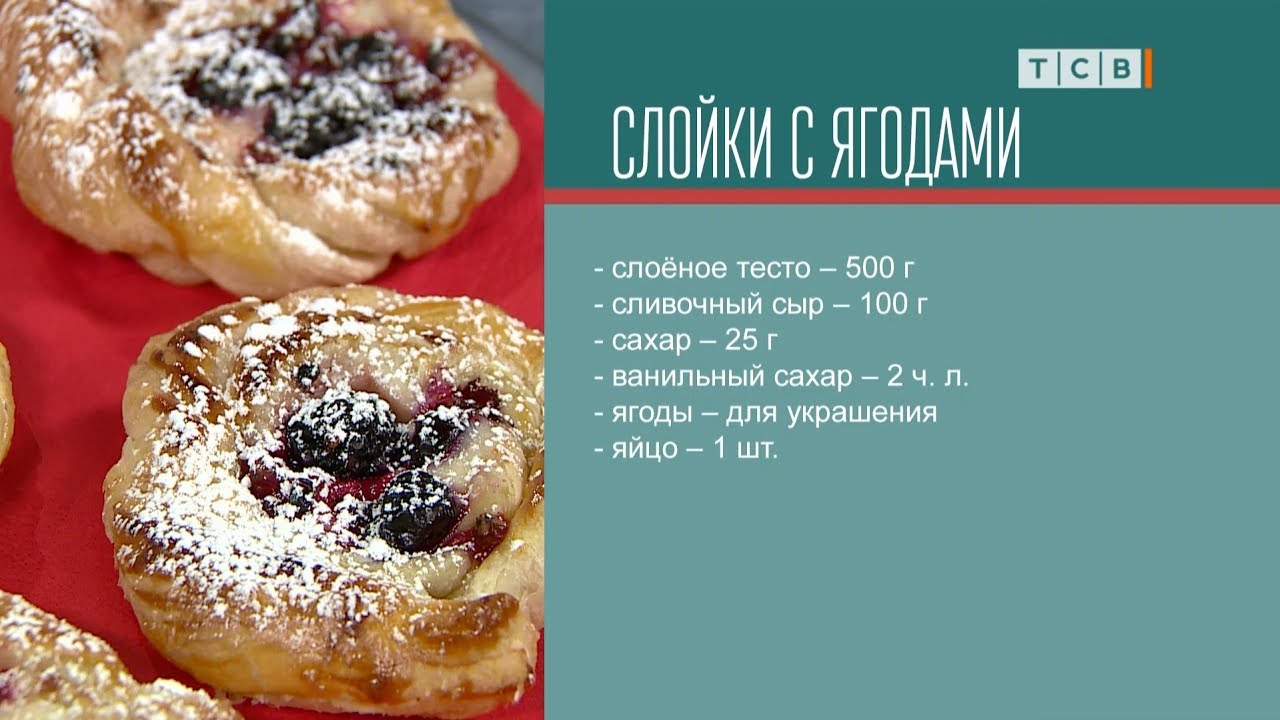 ТСВ
СЛОЙКИ С ЯГОДАМИ
- слоёное тесто – 500 г
- сливочный сыр – 100 г
- сахар – 25 г
- ванильный сахар – 2 ч. л.
- ягоды – для украшения
- яйцо – 1 шт.